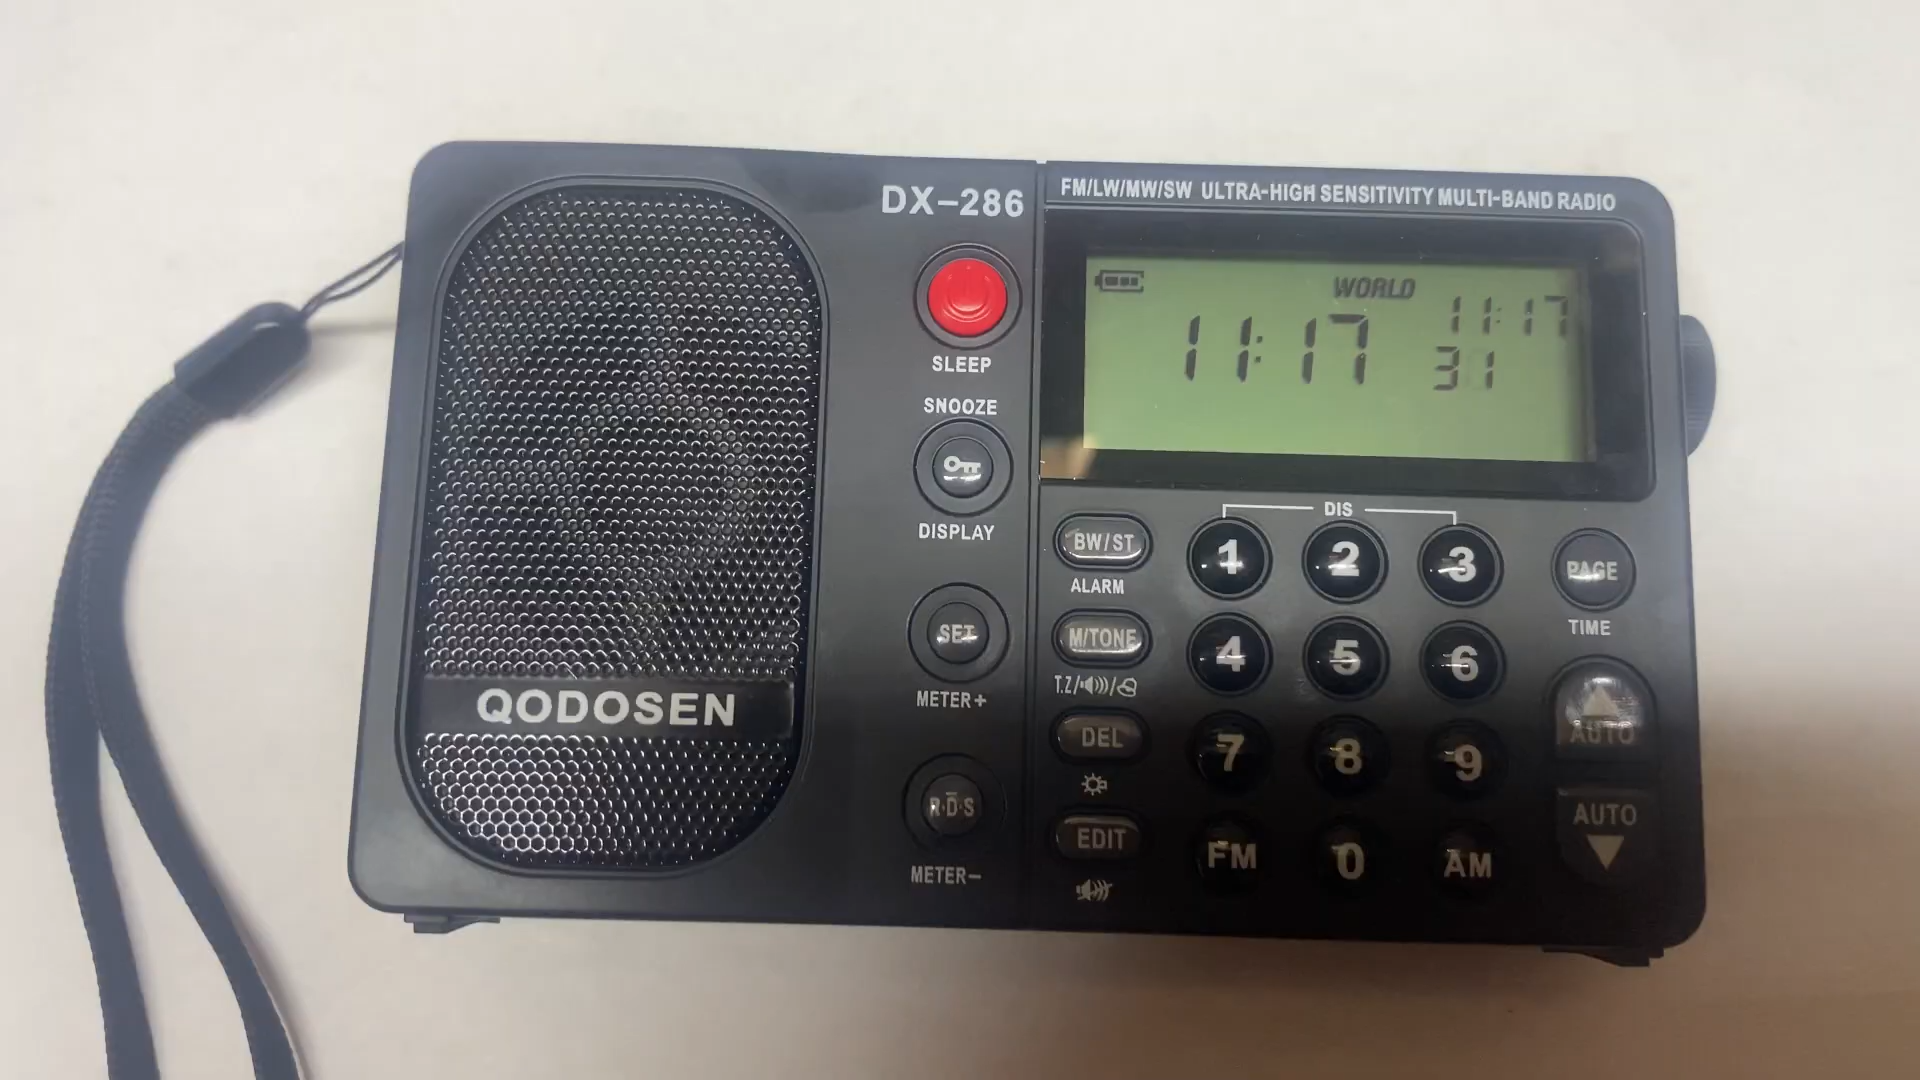 DX-286
FM/LW/MW/SW ULTRA-HIGH SENSITIVITY MULTI-BAND RADIO
WORLD
11:17
11:17
31
SLEEP
SNOOZE
DISPLAY
SET
METER+
R·D·S
METER−
QODOSEN
DIS
BW/ST
1
2
3
PAGE
ALARM
TIME
M/TONE
4
5
6
T.Z/
AUTO
DEL
7
8
9
AUTO
EDIT
FM
0
AM